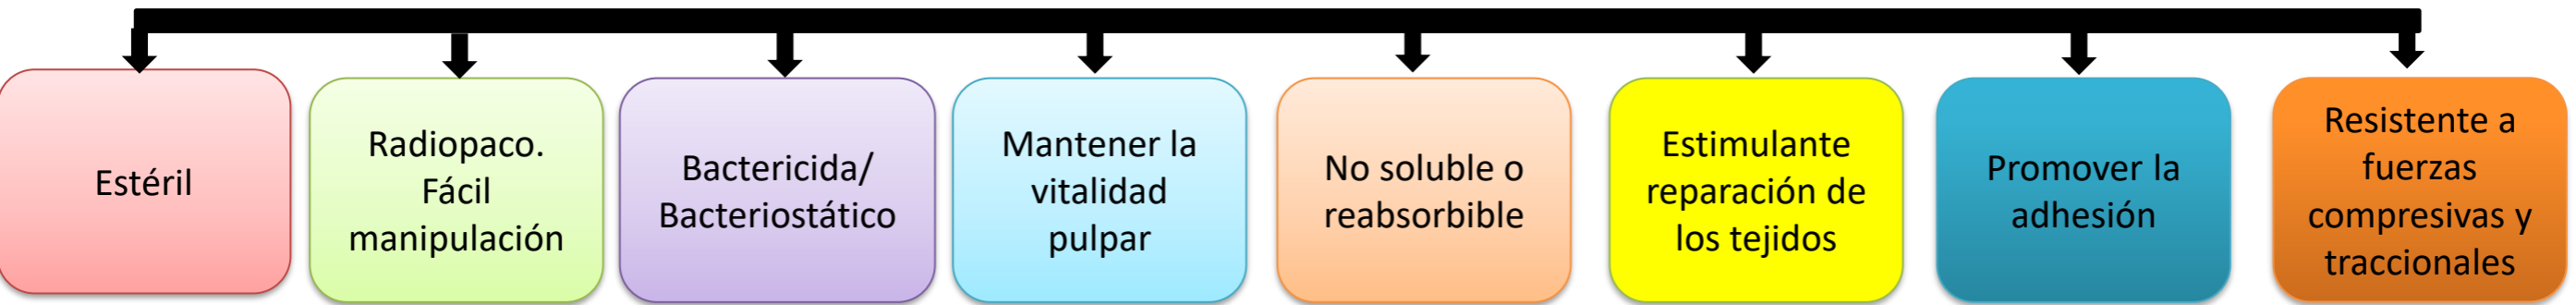 Estéril
Radiopaco.
Fácil
manipulación
Bactericida/
Bacteriostático
Mantener la
vitalidad
pulpar
No soluble o
reabsorbible
Estimulante
reparación de
los tejidos
Promover la
adhesión
Resistente a
fuerzas
compresivas y
traccionales